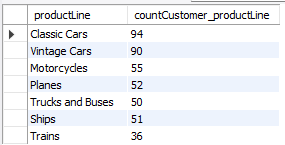 productLine countCustomer_productLine
Classic Cars 94
Vintage Cars 90
Motorcycles 55
Planes 52
Trucks and Buses 50
Ships 51
Trains 36